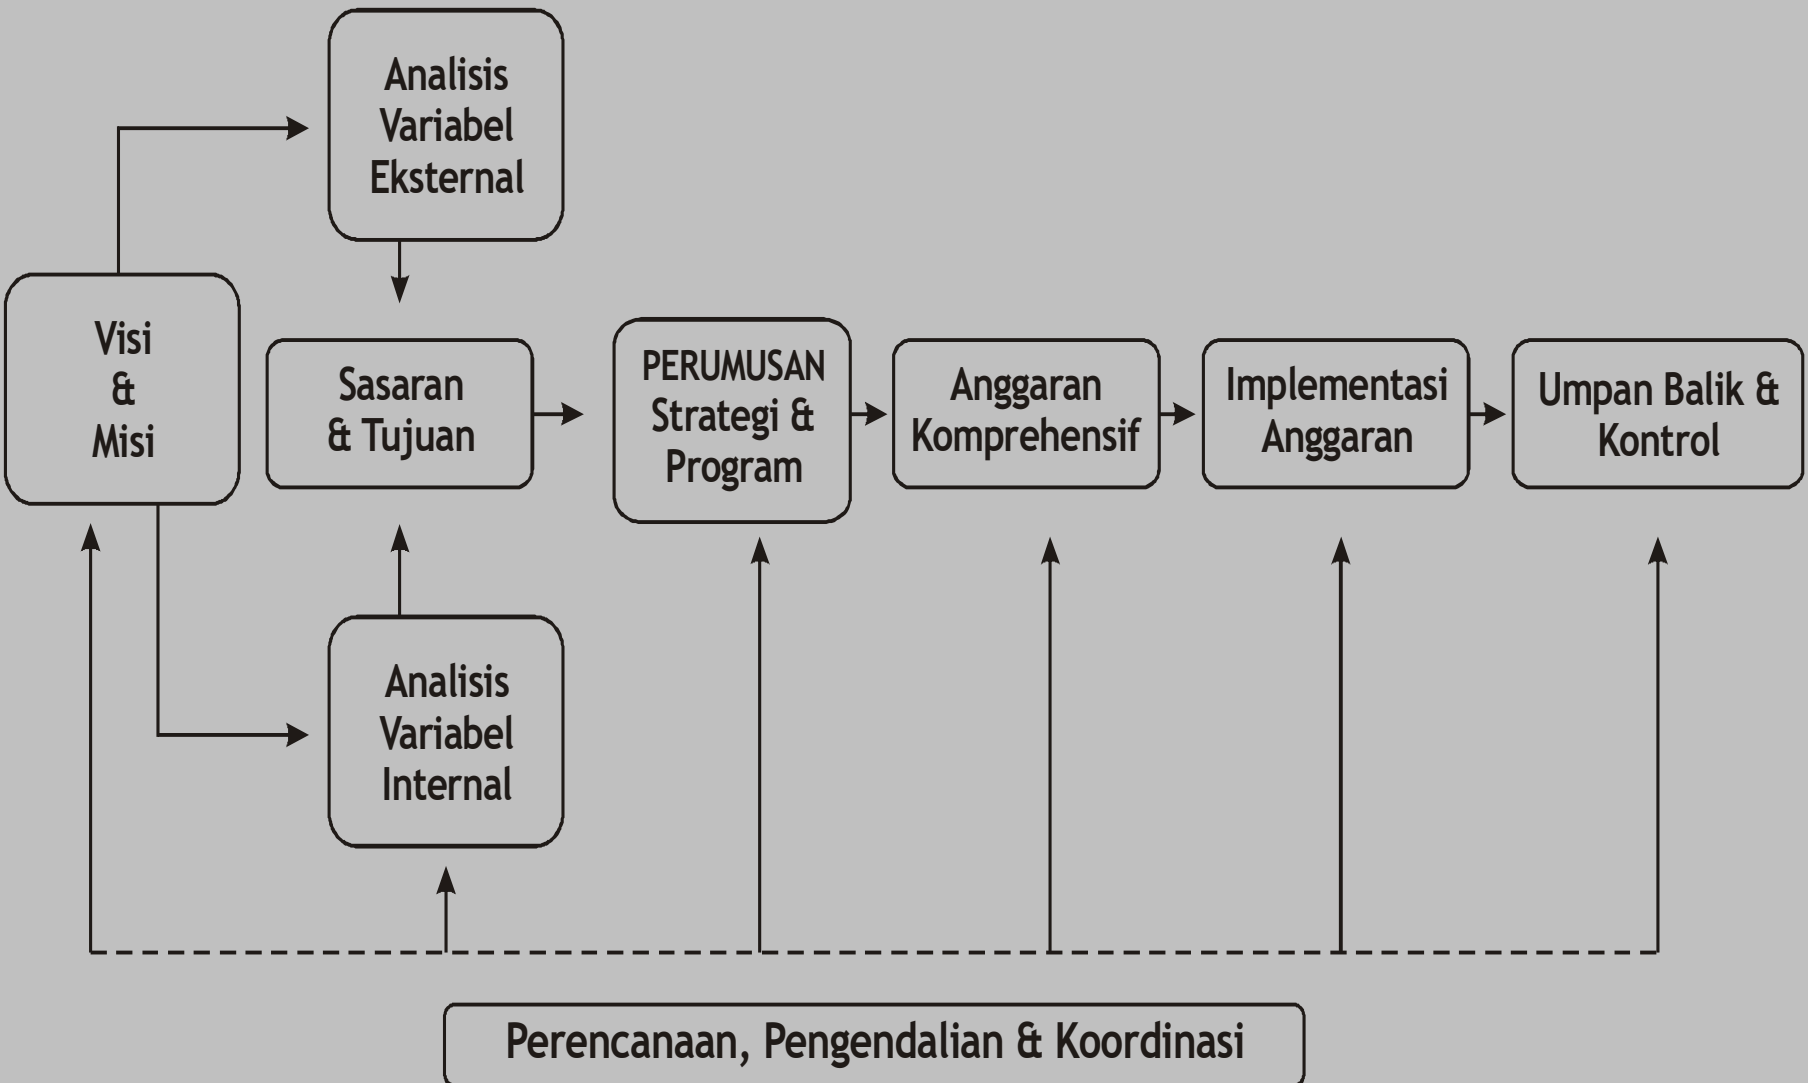 Analisis
Variabel
Eksternal
Visi
&
Misi
Sasaran
& Tujuan
PERUMUSAN
Strategi &
Program
Anggaran
Komprehensif
Implementasi
Anggaran
Umpan Balik &
Kontrol
Analisis
Variabel
Internal
Perencanaan, Pengendalian & Koordinasi